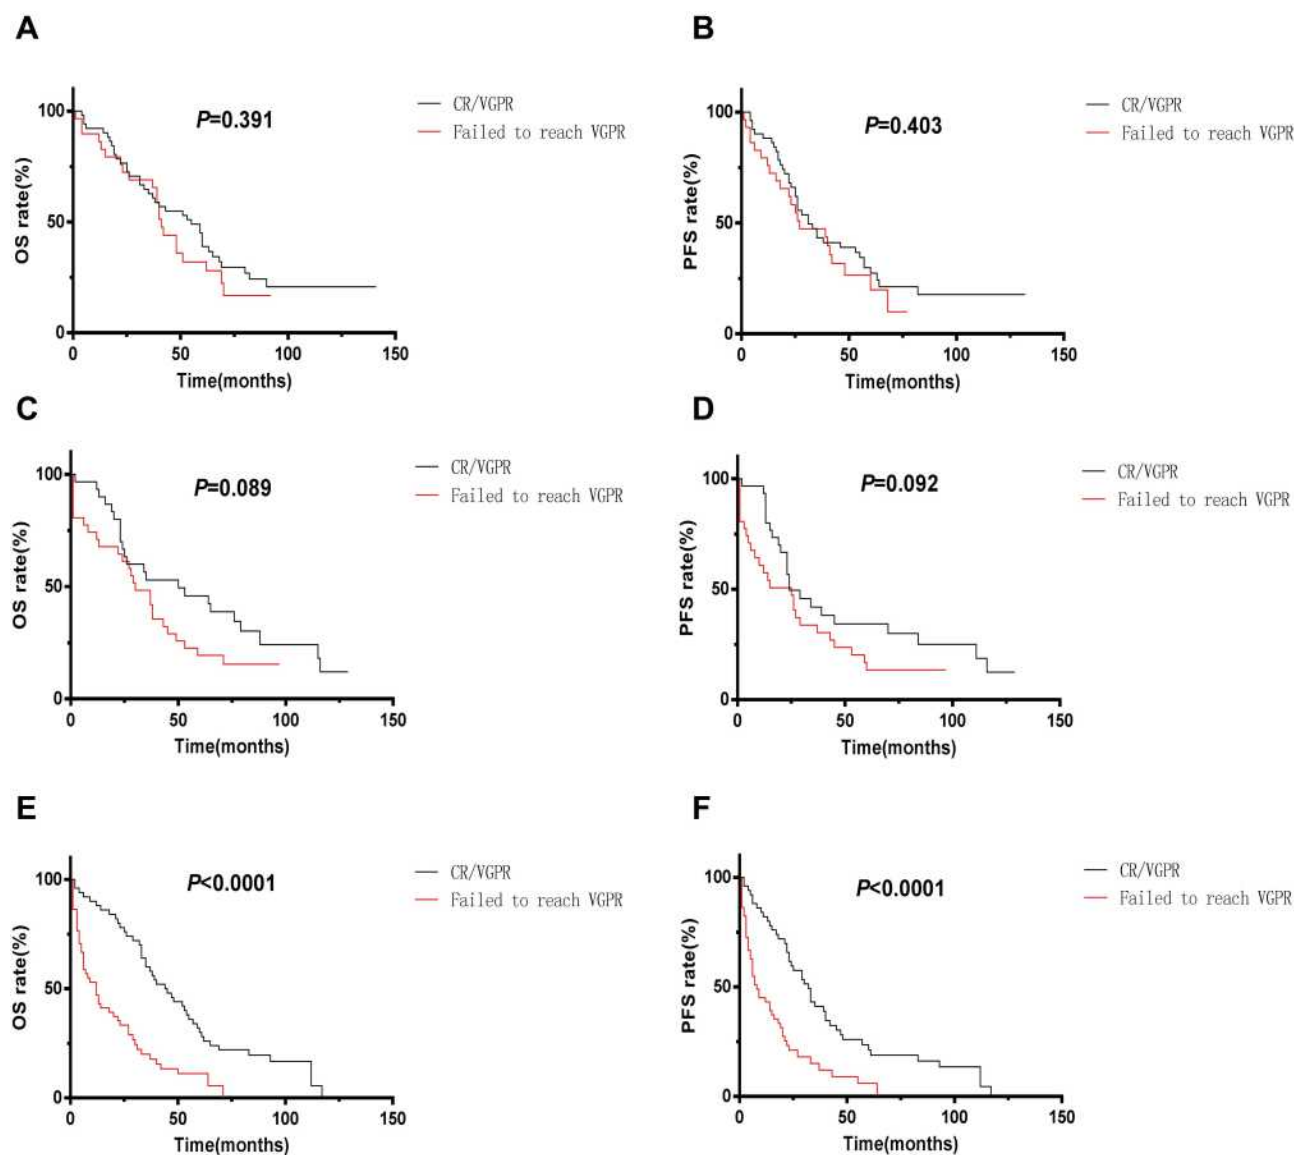 A
B
P=0.391
CR/VGPR
Failed to reach VGPR
OS rate(%)
100
50
0
0 50 100 150
Time(months)
P=0.403
CR/VGPR
Failed to reach VGPR
PFS rate(%)
100
50
0
0 50 100 150
Time(months)
C
D
P=0.089
CR/VGPR
Failed to reach VGPR
OS rate(%)
100
50
0
0 50 100 150
Time(months)
P=0.092
CR/VGPR
Failed to reach VGPR
PFS rate(%)
100
50
0
0 50 100 150
Time(months)
E
F
P<0.0001
CR/VGPR
Failed to reach VGPR
OS rate(%)
100
50
0
0 50 100 150
Time(months)
P<0.0001
CR/VGPR
Failed to reach VGPR
PFS rate(%)
100
50
0
0 50 100 150
Time(months)